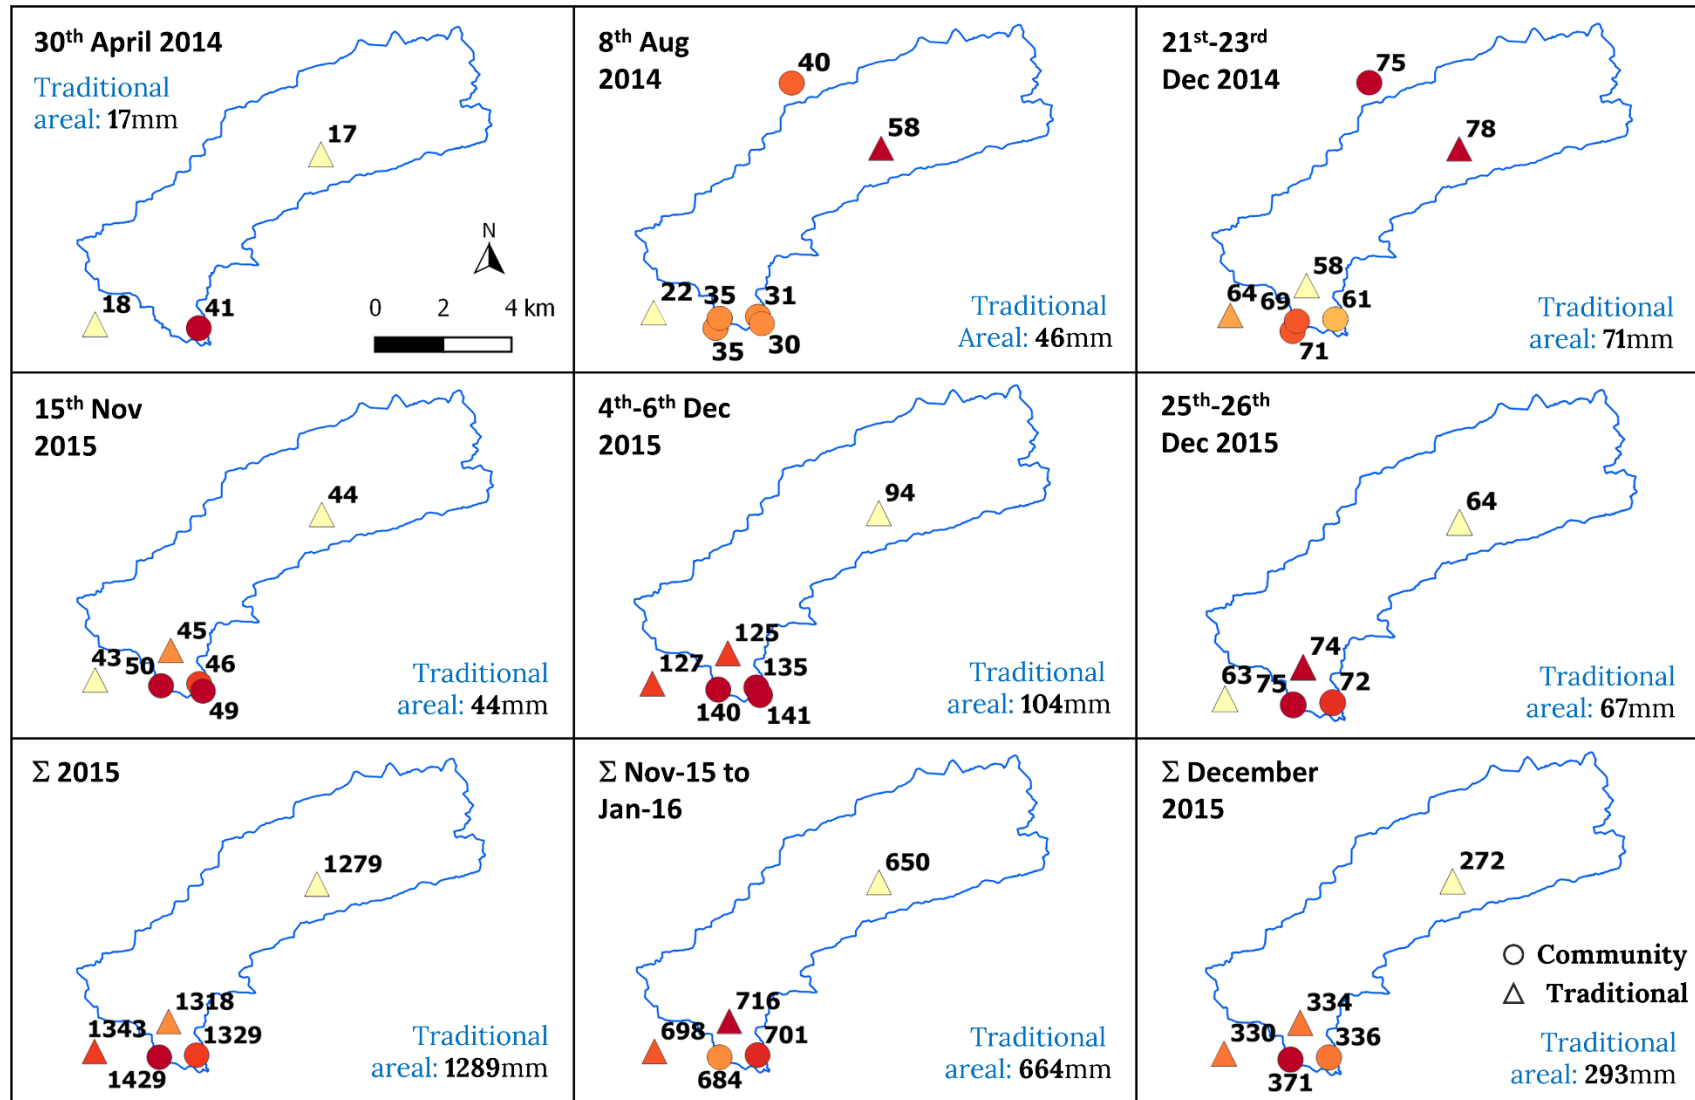 30th April 2014
Traditional
areal: 17mm
17
18
41
N
0 2 4 km
8th Aug
2014
40
58
22
35
31
35
30
Traditional
Areal: 46mm
21st-23rd
Dec 2014
75
78
58
64
69
61
71
Traditional
areal: 71mm
15th Nov
2015
44
45
43
50
46
49
Traditional
areal: 44mm
4th-6th Dec
2015
94
125
127
135
140
141
Traditional
areal: 104mm
25th-26th
Dec 2015
64
74
63
75
72
Traditional
areal: 67mm
Σ 2015
1279
1318
1343
1329
1429
Traditional
areal: 1289mm
Σ Nov-15 to
Jan-16
650
716
698
701
684
Traditional
areal: 664mm
Σ December
2015
272
Community
Traditional
334
330
336
371
Traditional
areal: 293mm